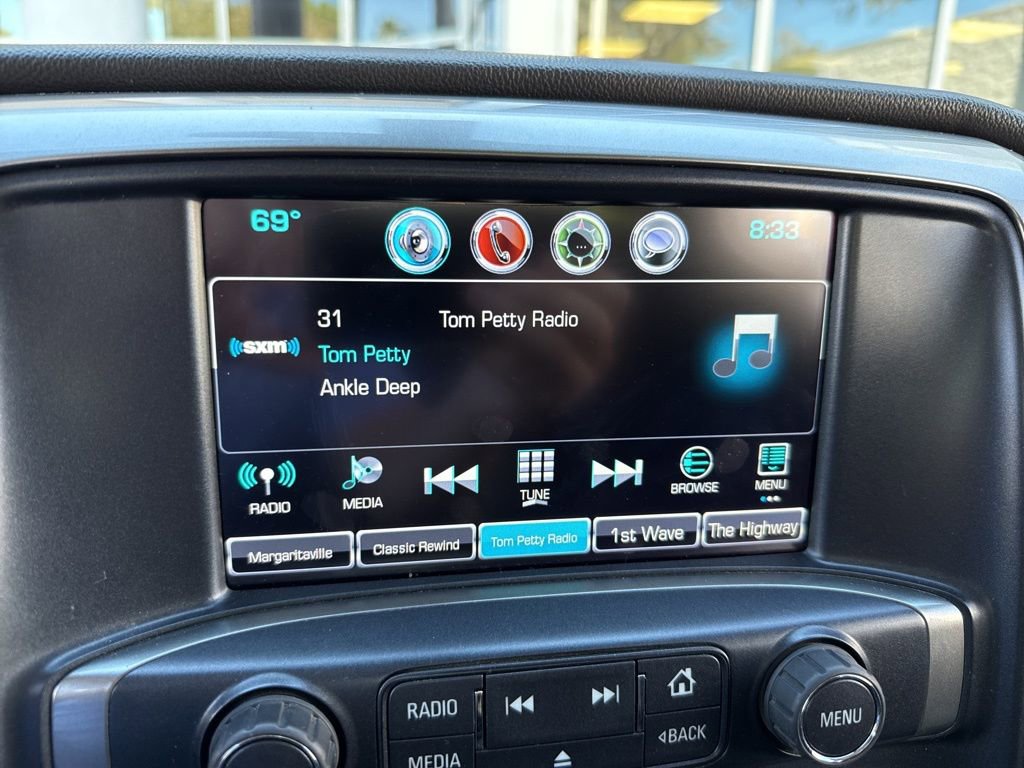 69°
8:33
31 Tom Petty Radio
((sxm))
Tom Petty
Ankle Deep
RADIO MEDIA TUNE BROWSE MENU
Margaritaville Classic Rewind Tom Petty Radio 1st Wave The Highway
RADIO
BACK
MENU
MEDIA